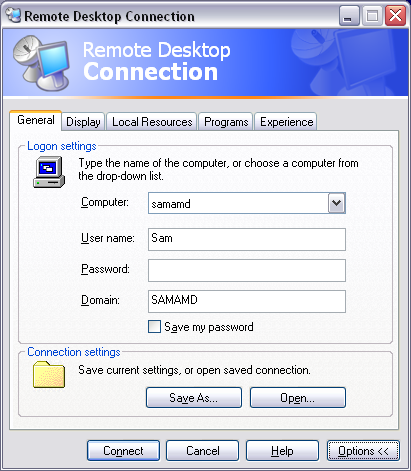 Remote Desktop Connection
Remote Desktop
Connection
General Display Local Resources Programs Experience
Logon settings
Type the name of the computer, or choose a computer from
the drop-down list.
Computer: samamd
User name: Sam
Password:
Domain: SAMAMD
Save my password
Connection settings
Save current settings, or open saved connection.
Save As... Open...
Connect Cancel Help Options <<